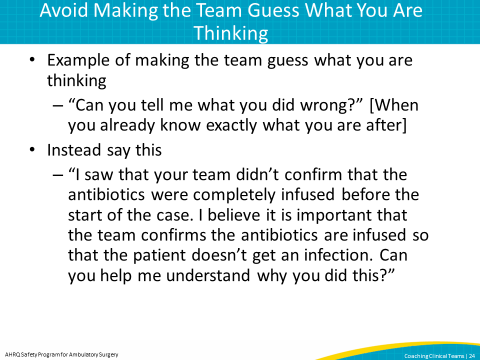 Avoid Making the Team Guess What You Are
Thinking
• Example of making the team guess what you are
thinking
– “Can you tell me what you did wrong?” [When
you already know exactly what you are after]
• Instead say this
– “I saw that your team didn’t confirm that the
antibiotics were completely infused before the
start of the case. I believe it is important that
the team confirms the antibiotics are infused so
that the patient doesn’t get an infection. Can
you help me understand why you did this?”
AHRQ Safety Program for Ambulatory Surgery
Coaching Clinical Teams | 24